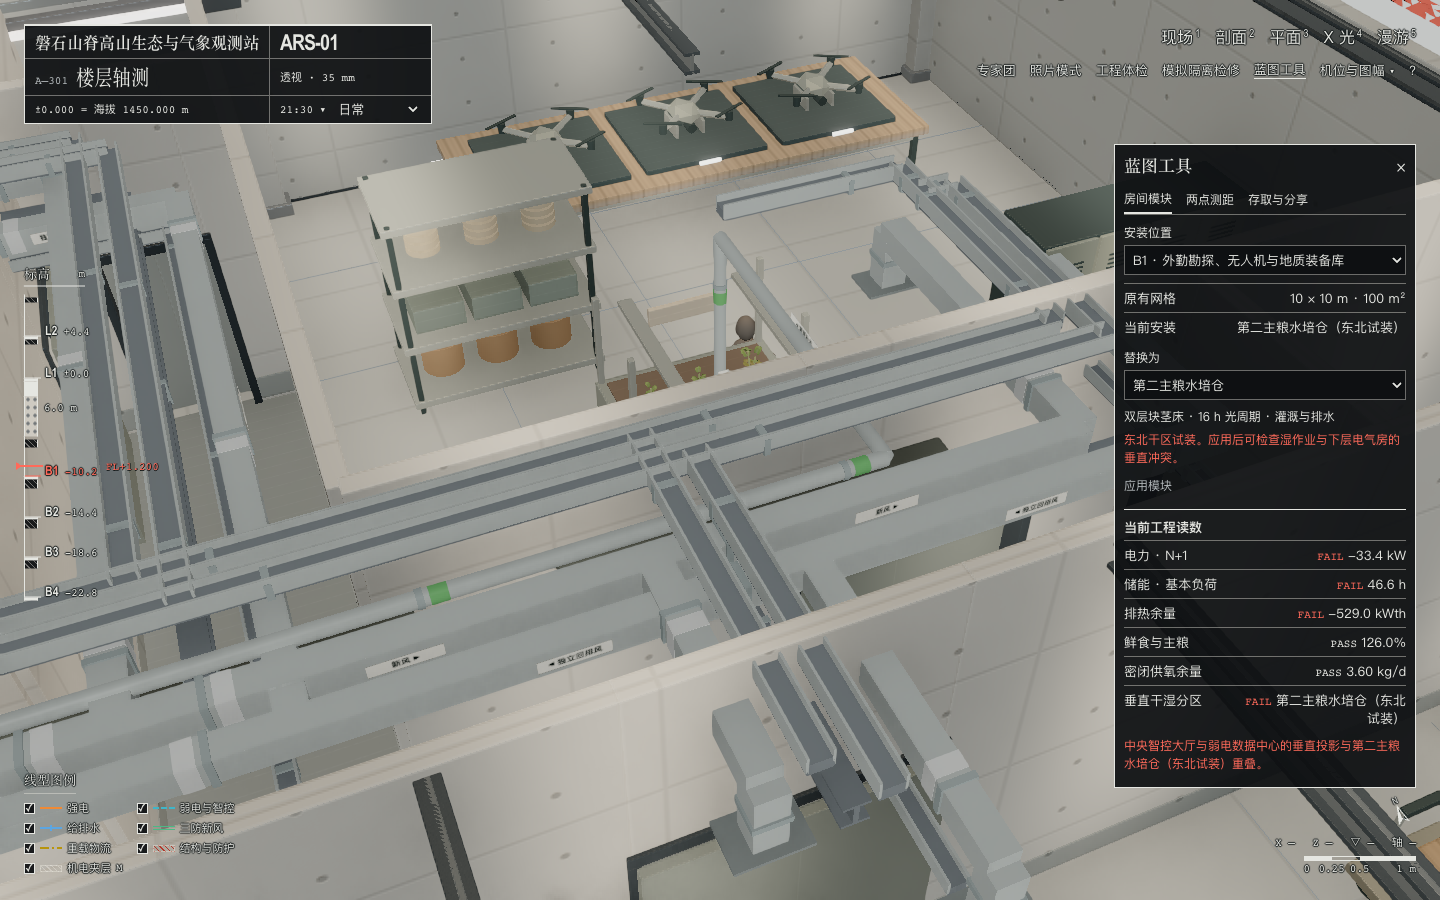 磐石山脊高山生态与气象观测站
ARS-01
A-301 楼层轴测
透视 · 35 mm
±0.000 = 海拔 1450.000 m
21:30 ▾ 日常
现场1 剖面2 平面3 X 光4 漫游5
专家团 照片模式 工程体检 模拟隔离检修 蓝图工具 机位与图幅 ▾ ?
标高 m
L2 +4.4
L1 ±0.0
6.0 m
B1 -10.2
B2 -14.4
B3 -18.6
B4 -22.8
新风 ►
◄ 独立回排风
新风 ►
◄ 独立回排风
蓝图工具 ×
房间模块 两点测距 存取与分享
安装位置
B1 · 外勤勘探、无人机与地质装备库
原有网格 10 × 10 m · 100 m²
当前安装 第二主粮水培仓（东北试装）
替换为
第二主粮水培仓
双层块茎床 · 16 h 光周期 · 灌溉与排水
东北干区试装。应用后可检查湿作业与下层电气房的
垂直冲突。
应用模块
当前工程读数
电力 · N+1 FAIL −33.4 kW
储能 · 基本负荷 FAIL 46.6 h
排热余量 FAIL −529.0 kWth
鲜食与主粮 PASS 126.0%
密闭供氧余量 PASS 3.60 kg/d
垂直干湿分区 FAIL 第二主粮水培仓（东北
试装）
中央智控大厅与弱电数据中心的垂直投影与第二主粮
水培仓（东北试装）重叠。
线型图例
强电 弱电与智控
给排水 三防新风
重载物流 结构与防护
机电夹层 M
N
X — Z — ▽ — 轴 —
0 0.25 0.5 1 m